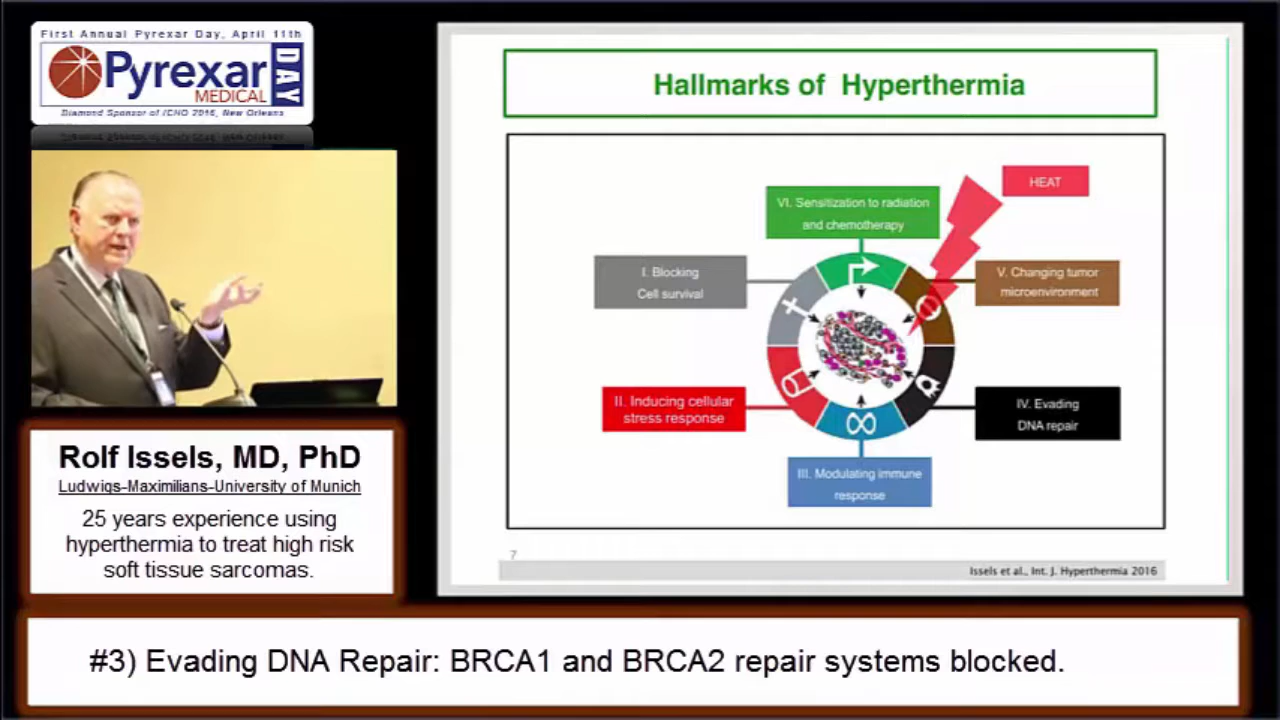 First Annual Pyrexar Day, April 11th
Pyrexar
MEDICAL
DAY
Diamond Sponsor of ICHO 2016, New Orleans
Hallmarks of Hyperthermia
HEAT
VI. Sensitization to radiation
and chemotherapy
I. Blocking
Cell survival
V. Changing tumor
microenvironment
II. Inducing cellular
stress response
IV. Evading
DNA repair
III. Modulating immune
response
7
Issels et al., Int. J. Hyperthermia 2016
Rolf Issels, MD, PhD
Ludwigs-Maximilians-University of Munich
25 years experience using
hyperthermia to treat high risk
soft tissue sarcomas.
#3) Evading DNA Repair: BRCA1 and BRCA2 repair systems blocked.